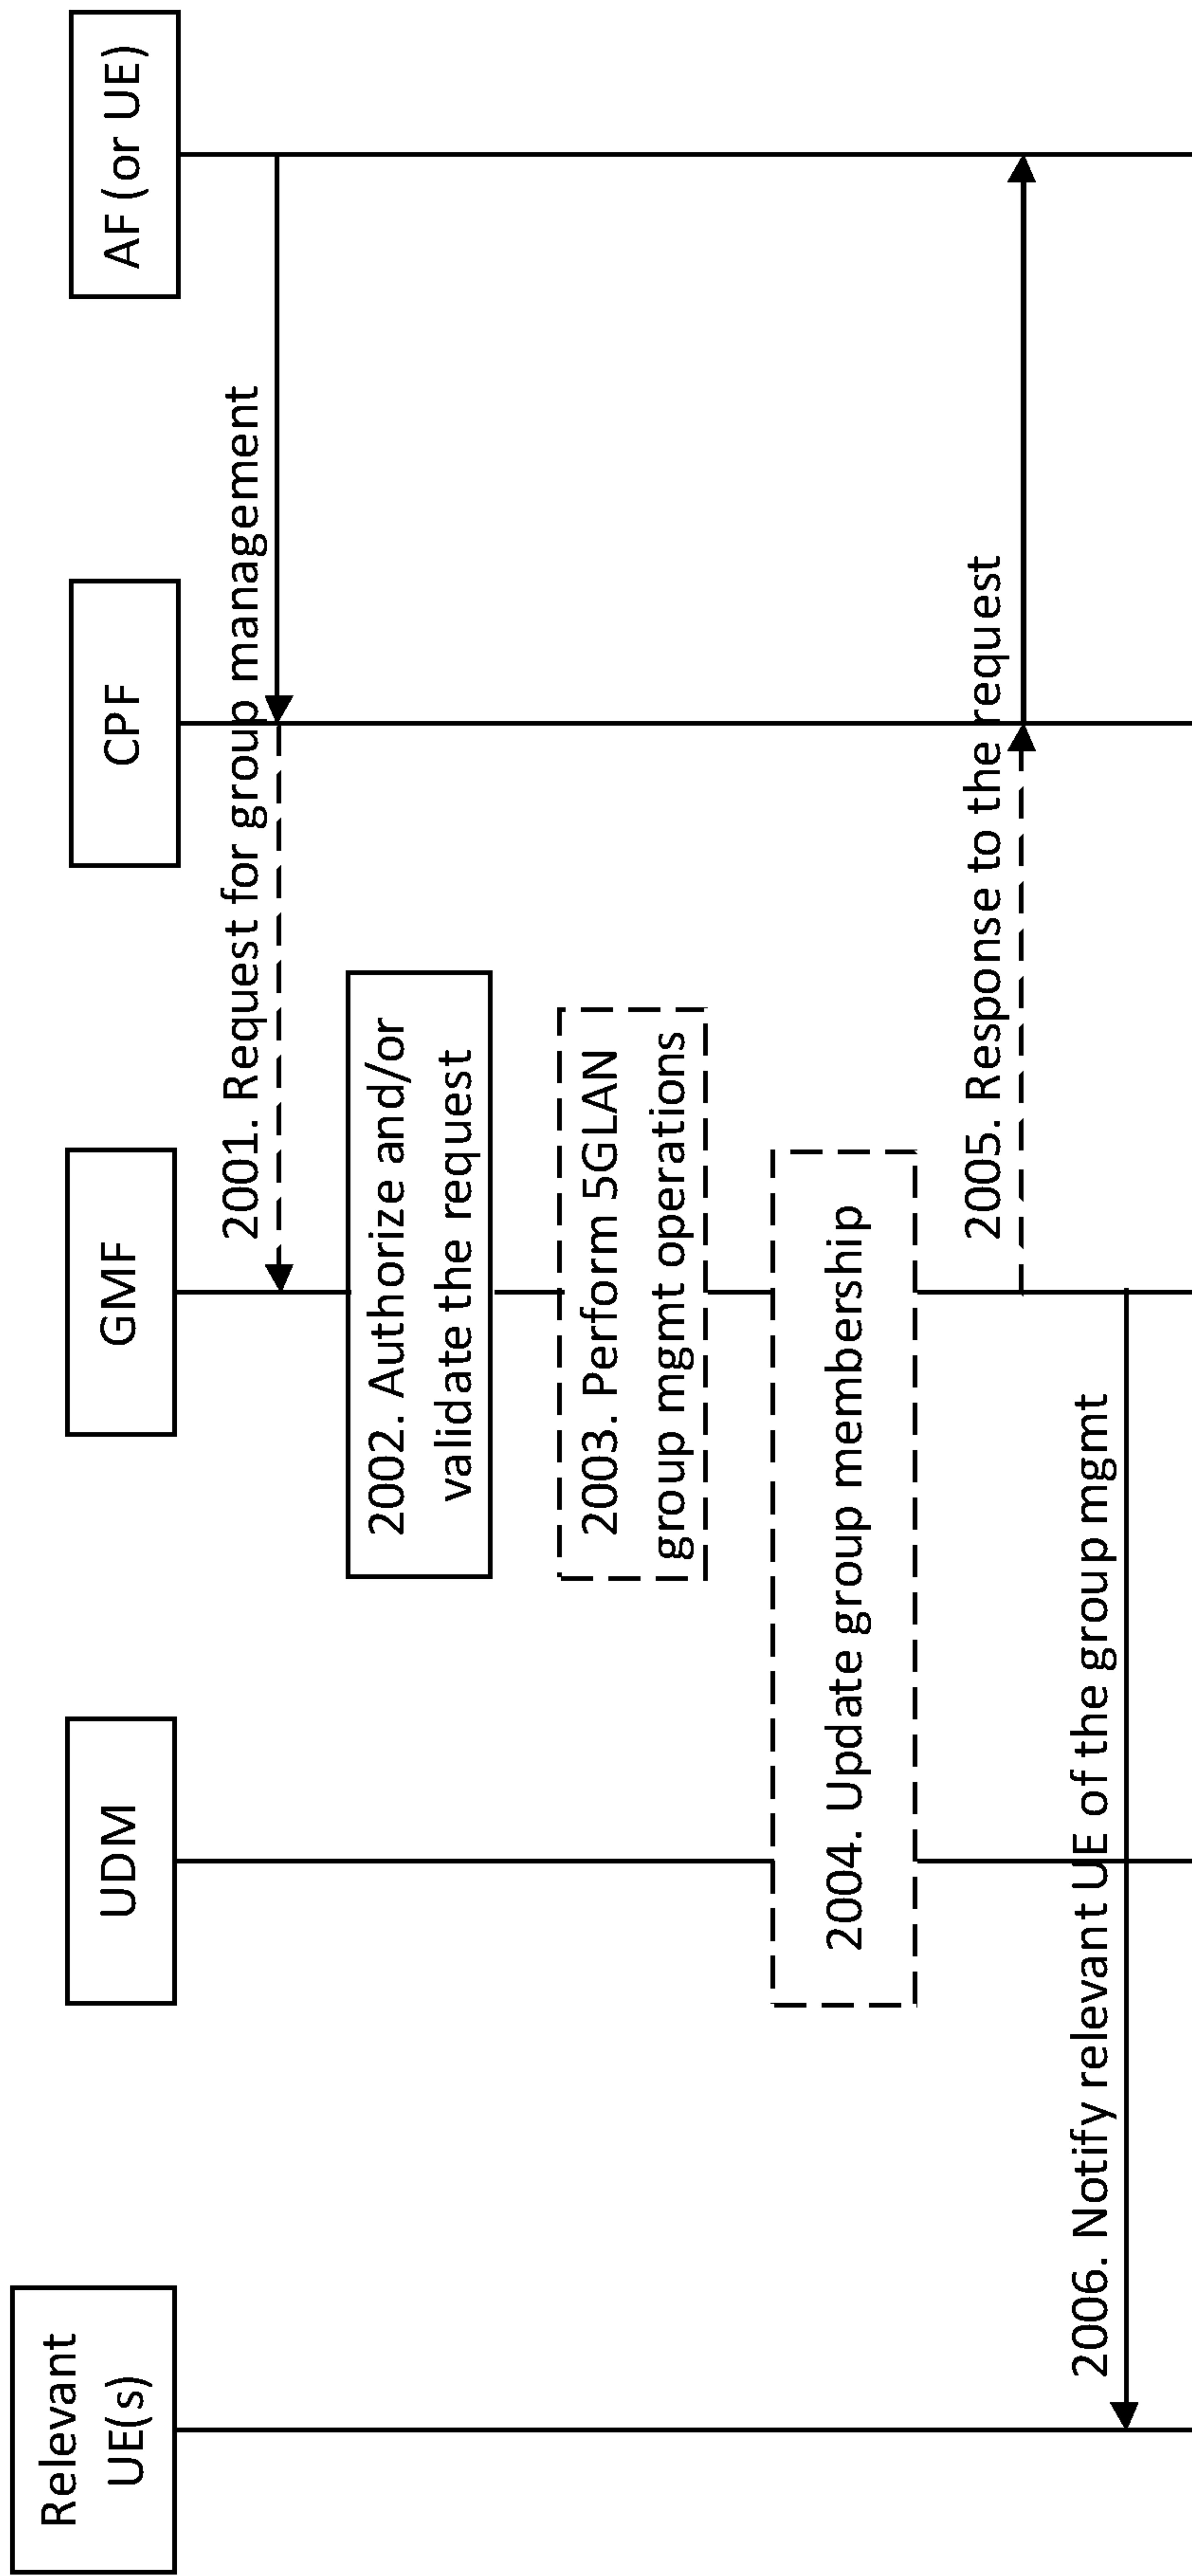 Relevant
UE(s)
UDM
GMF
CPF
AF (or UE)
2001. Request for group management
2002. Authorize and/or
validate the request
2003. Perform 5GLAN
group mgmt operations
2004. Update group membership
2005. Response to the request
2006. Notify relevant UE of the group mgmt